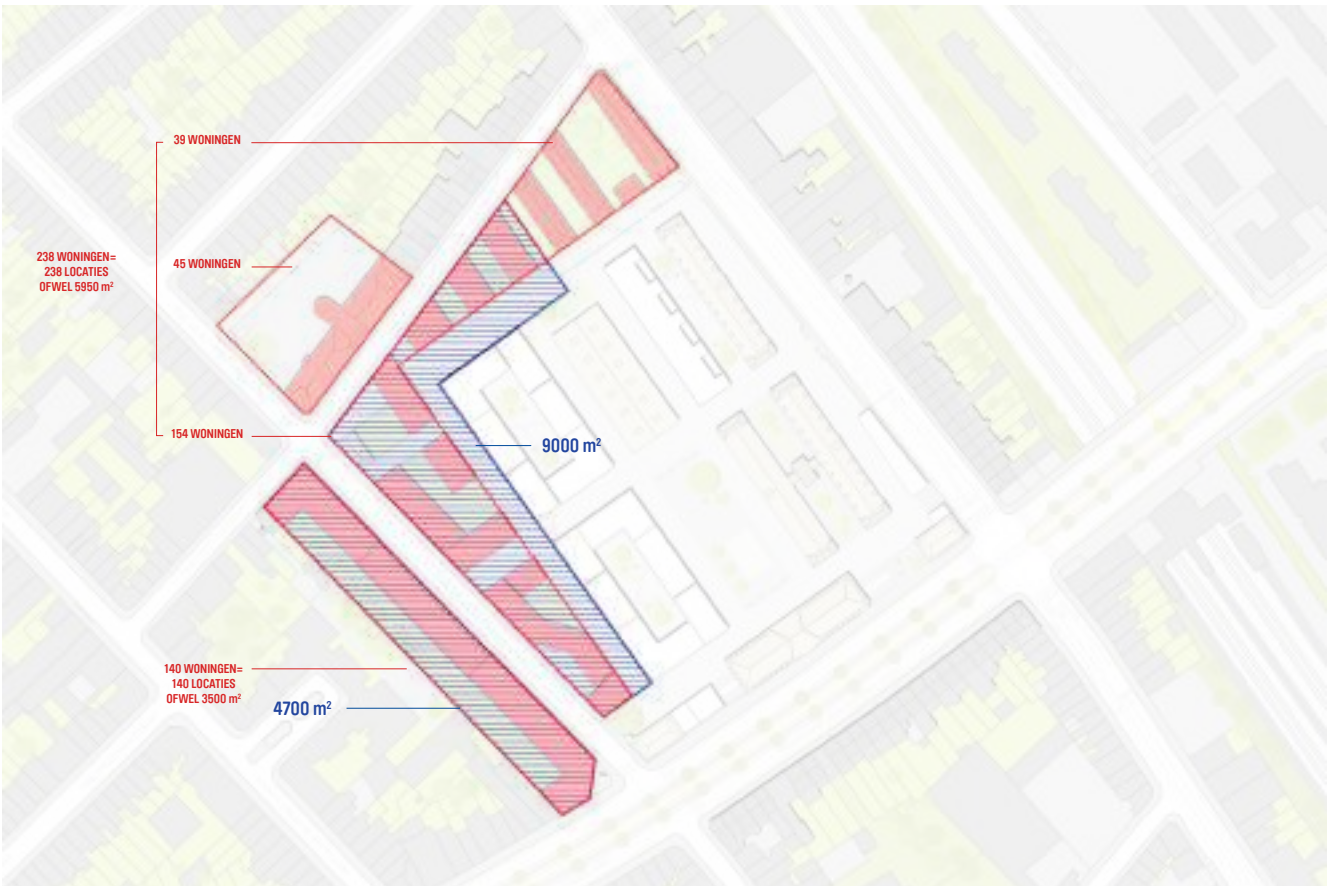 39 WONINGEN
238 WONINGEN=
238 LOCATIES
OFWEL 5950 m²
45 WONINGEN
154 WONINGEN
9000 m²
140 WONINGEN=
140 LOCATIES
OFWEL 3500 m²
4700 m²